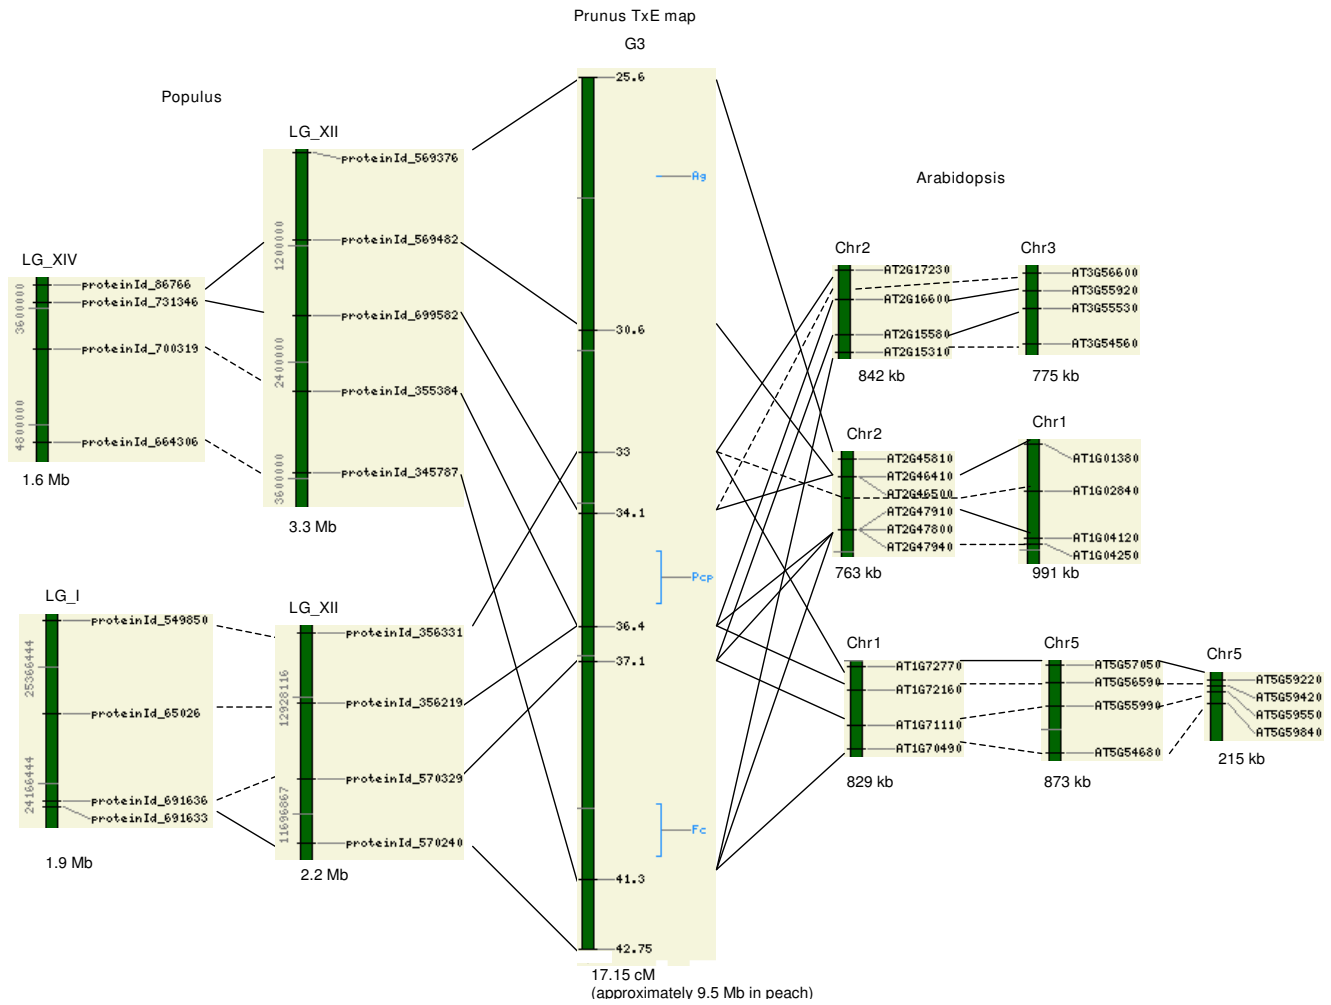 Prunus TxE map
G3
Populus
Arabidopsis
LG_XIV
3600000
4800000
proteinId_86766
proteinId_731346
proteinId_700319
proteinId_664306
1.6 Mb
LG_XII
1200000
2400000
3600000
proteinId_569376
proteinId_569482
proteinId_699582
proteinId_355384
proteinId_345787
3.3 Mb
LG_I
25366444
24166444
proteinId_549850
proteinId_65026
proteinId_691636
proteinId_691633
1.9 Mb
LG_XII
12928116
11696867
proteinId_356331
proteinId_356219
proteinId_570329
proteinId_570240
2.2 Mb
25.6
Ag
30.6
33
34.1
Pcp
36.4
37.1
Fc
41.3
42.75
17.15 cM
(approximately 9.5 Mb in peach)
Chr2
AT2G17230
AT2G16600
AT2G15580
AT2G15310
842 kb
Chr3
AT3G56600
AT3G55920
AT3G55530
AT3G54560
775 kb
Chr2
AT2G45810
AT2G46410
AT2G46500
AT2G47910
AT2G47800
AT2G47940
763 kb
Chr1
AT1G01380
AT1G02840
AT1G04120
AT1G04250
991 kb
Chr1
AT1G72770
AT1G72160
AT1G71110
AT1G70490
829 kb
Chr5
AT5G57050
AT5G56590
AT5G55990
AT5G54680
873 kb
Chr5
AT5G59220
AT5G59420
AT5G59550
AT5G59840
215 kb